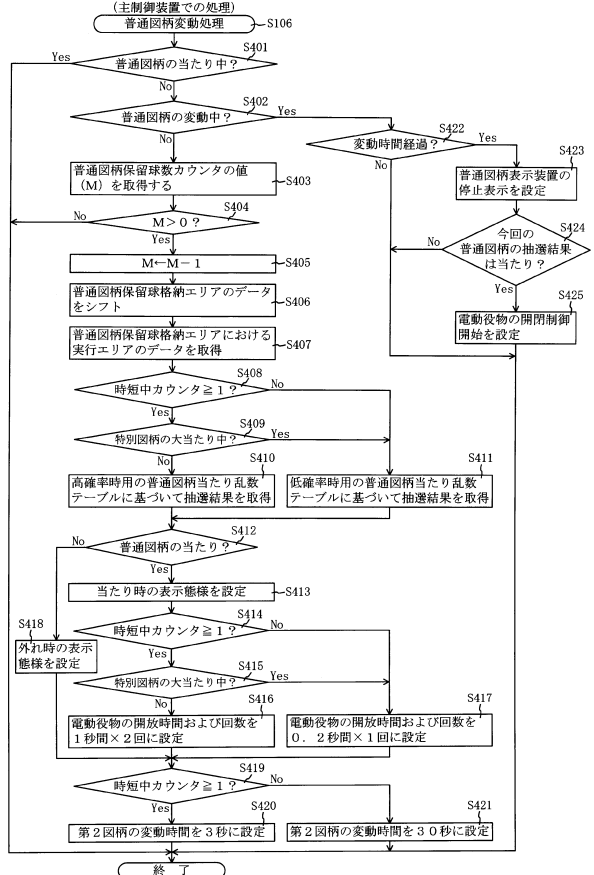 (主制御装置での処理)
普通図柄変動処理
S106
S401
普通図柄の当たり中？
Yes
No
S402
普通図柄の変動中？
Yes
No
S422
変動時間経過？
Yes
No
S423
普通図柄表示装置の
停止表示を設定
S424
今回の
普通図柄の抽選結果
は当たり？
No
Yes
S425
電動役物の開閉制御
開始を設定
普通図柄保留球数カウンタの値
（M）を取得する
S403
S404
M＞0？
No
Yes
M←M－1
S405
普通図柄保留球格納エリアのデータ
をシフト
S406
普通図柄保留球格納エリアにおける
実行エリアのデータを取得
S407
S408
時短中カウンタ≧1？
No
Yes
S409
特別図柄の大当たり中？
Yes
No
S410
高確率時用の普通図柄当たり乱数
テーブルに基づいて抽選結果を取得
S411
低確率時用の普通図柄当たり乱数
テーブルに基づいて抽選結果を取得
S412
普通図柄の当たり？
No
Yes
当たり時の表示態様を設定
S413
S414
時短中カウンタ≧1？
No
Yes
S418
外れ時の表示
態様を設定
S415
特別図柄の大当たり中？
Yes
No
S416
電動役物の開放時間および回数を
1秒間×2回に設定
S417
電動役物の開放時間および回数を
0．2秒間×1回に設定
S419
時短中カウンタ≧1？
No
Yes
S420
第2図柄の変動時間を3秒に設定
S421
第2図柄の変動時間を30秒に設定
終 了